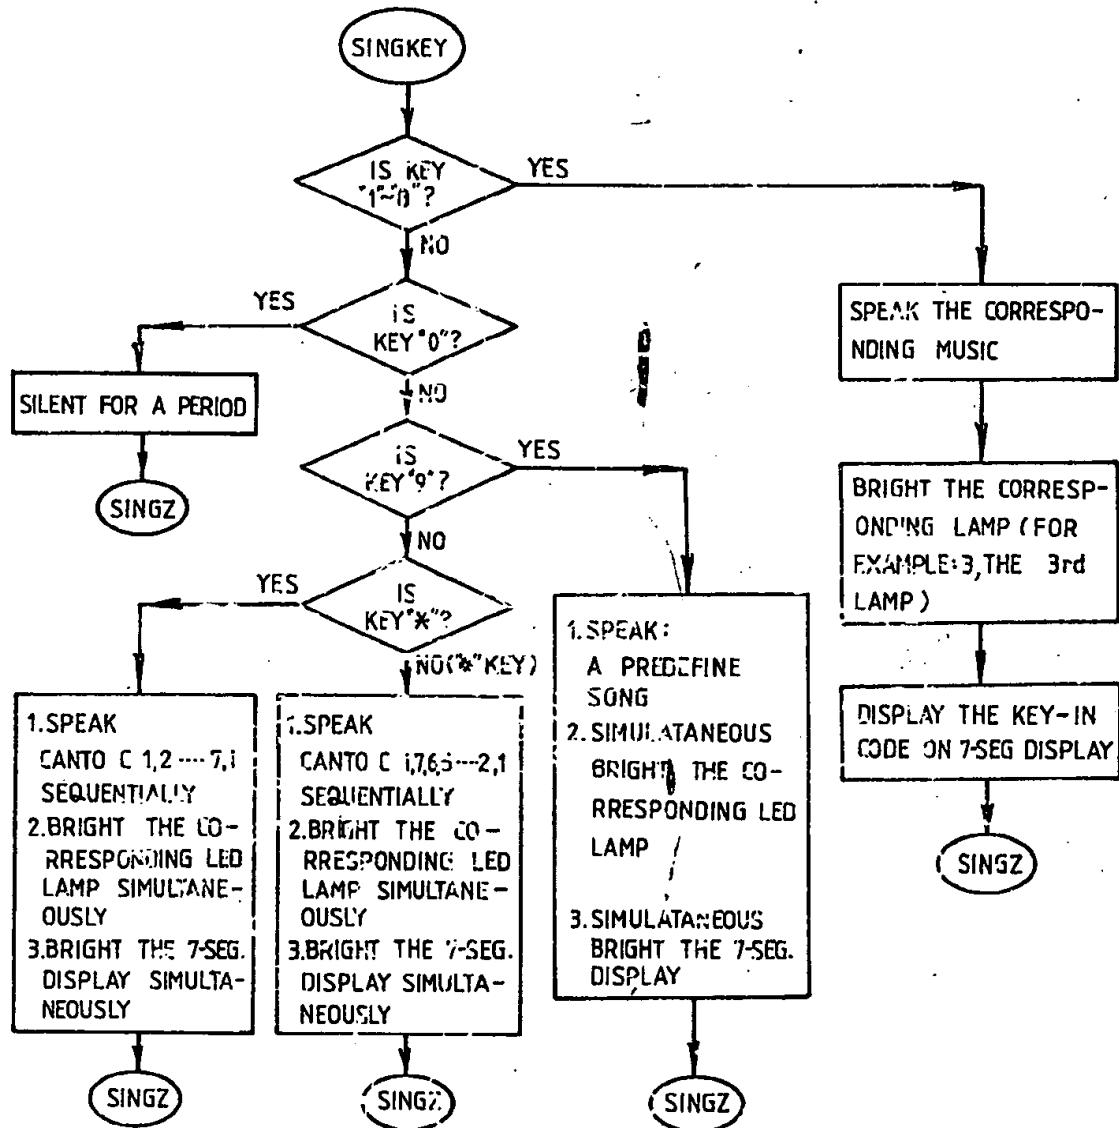 SINGKEY
IS KEY
YES
NO
IS
KEY "0"?
YES
SILENT FOR A PERIOD
SINGZ
NO
IS
KEY "9"?
YES
NO
IS
KEY "*"?
YES
NO("*"KEY)
1.SPEAK
CANTO C 1,2----7,i
SEQUENTIALLY
2.BRIGHT THE CO-
RRESPONDING LED
LAMP SIMULTANE-
OUSLY
3.BRIGHT THE 7-SEG.
DISPLAY SIMULTA-
NEOUSLY
SINGZ
1.SPEAK
CANTO C i,7,6,5---2,1
SEQUENTIALLY
2.BRIGHT THE CO-
RRESPONDING LED
LAMP SIMULTANE-
OUSLY
3.BRIGHT THE 7-SEG.
DISPLAY SIMULTA-
NEOUSLY
SINGZ
1.SPEAK:
A PREDEFINE
SONG
2.SIMULATANEOUS
BRIGHT THE CO-
RRESPONDING LED
LAMP
3.SIMULATANEOUS
BRIGHT THE 7-SEG.
DISPLAY
SINGZ
SPEAK THE CORRESPO-
NDING MUSIC
BRIGHT THE CORRESP-
ONDING LAMP (FOR
EXAMPLE:3,THE 3rd
LAMP)
DISPLAY THE KEY-IN
CODE ON 7-SEG DISPLAY
SINGZ